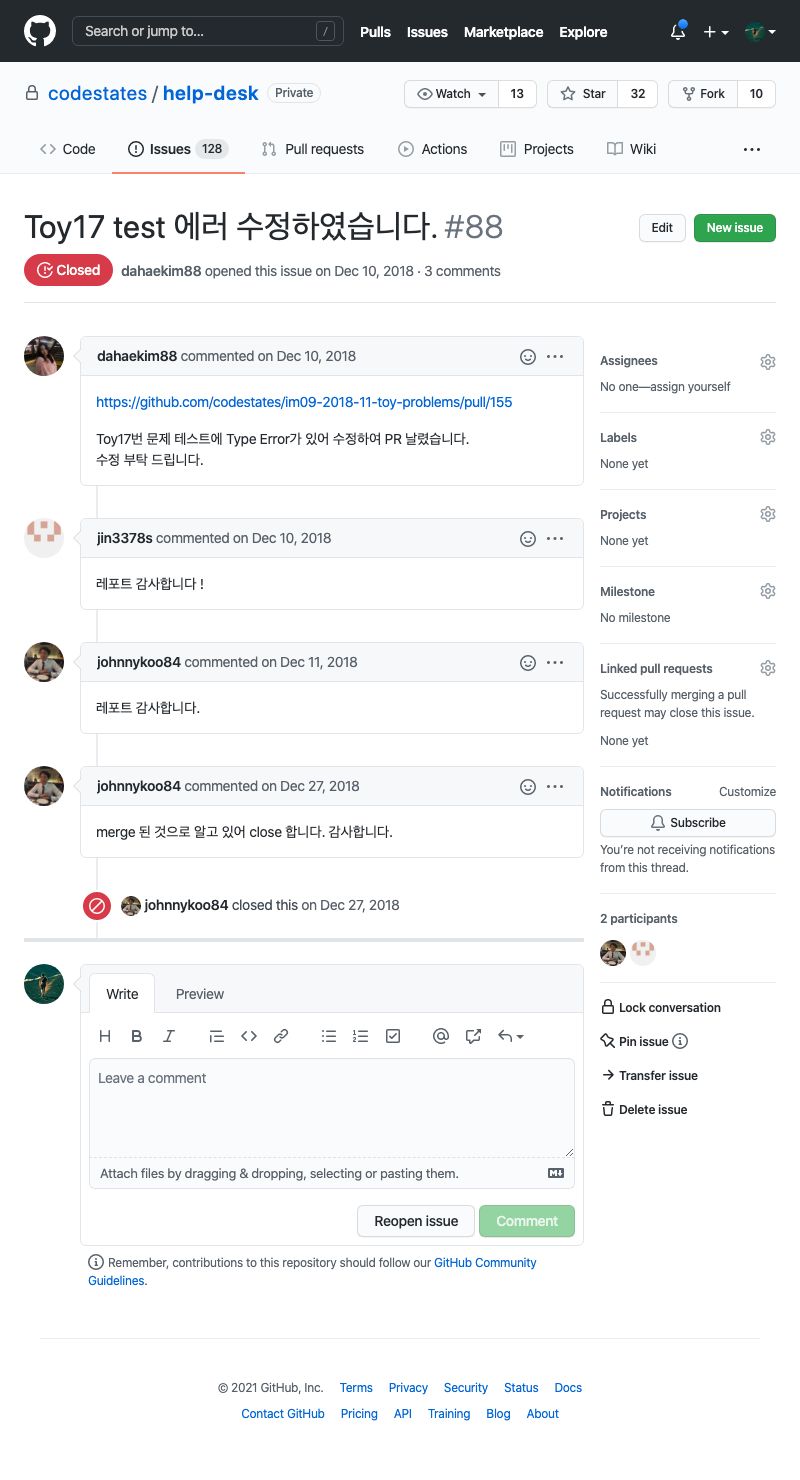 Search or jump to... /
Pulls Issues Marketplace Explore
codestates / help-desk Private
Watch 13 Star 32 Fork 10
Code Issues 128 Pull requests Actions Projects Wiki ...
Toy17 test 에러 수정하였습니다. #88
Edit New issue
Closed dahaekim88 opened this issue on Dec 10, 2018 · 3 comments
dahaekim88 commented on Dec 10, 2018
https://github.com/codestates/im09-2018-11-toy-problems/pull/155
Toy17번 문제 테스트에 Type Error가 있어 수정하여 PR 날렸습니다.
수정 부탁 드립니다.
jin3378s commented on Dec 10, 2018
레포트 감사합니다 !
johnnykoo84 commented on Dec 11, 2018
레포트 감사합니다.
johnnykoo84 commented on Dec 27, 2018
merge 된 것으로 알고 있어 close 합니다. 감사합니다.
johnnykoo84 closed this on Dec 27, 2018
Assignees
No one—assign yourself
Labels
None yet
Projects
None yet
Milestone
No milestone
Linked pull requests
Successfully merging a pull
request may close this issue.
None yet
Notifications Customize
Subscribe
You're not receiving notifications
from this thread.
2 participants
Lock conversation
Pin issue
Transfer issue
Delete issue
Write Preview
H B I
Leave a comment
Attach files by dragging & dropping, selecting or pasting them.
Reopen issue Comment
Remember, contributions to this repository should follow our GitHub Community
Guidelines.
© 2021 GitHub, Inc. Terms Privacy Security Status Docs
Contact GitHub Pricing API Training Blog About